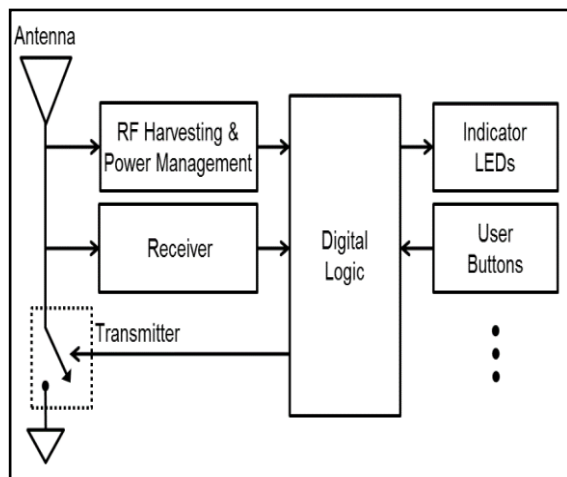 Antenna
RF Harvesting &
Power Management
Indicator
LEDs
Receiver
Digital
Logic
User
Buttons
Transmitter